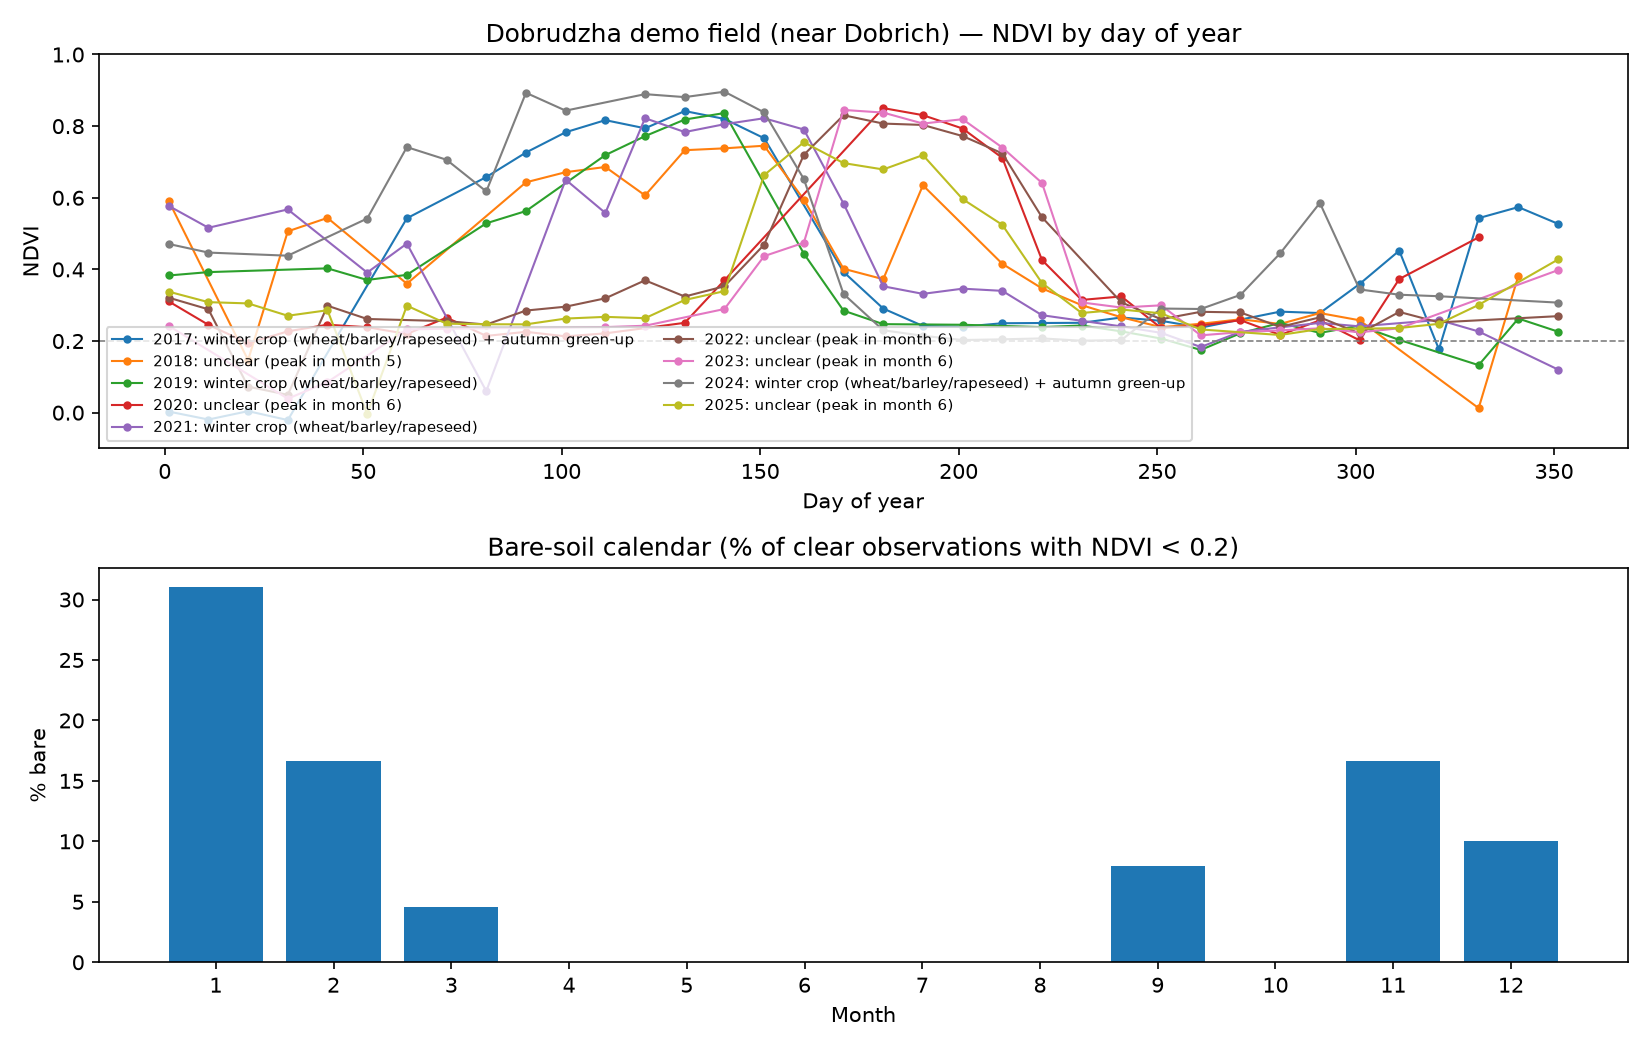 Dobrudzha demo field (near Dobrich) — NDVI by day of year
1.0
0.8
0.6
0.4
0.2
0.0
NDVI
2017: winter crop (wheat/barley/rapeseed) + autumn green-up
2018: unclear (peak in month 5)
2019: winter crop (wheat/barley/rapeseed)
2020: unclear (peak in month 6)
2021: winter crop (wheat/barley/rapeseed)
2022: unclear (peak in month 6)
2023: unclear (peak in month 6)
2024: winter crop (wheat/barley/rapeseed) + autumn green-up
2025: unclear (peak in month 6)
0 50 100 150 200 250 300 350
Day of year
Bare-soil calendar (% of clear observations with NDVI < 0.2)
30
25
20
15
10
5
0
% bare
1 2 3 4 5 6 7 8 9 10 11 12
Month